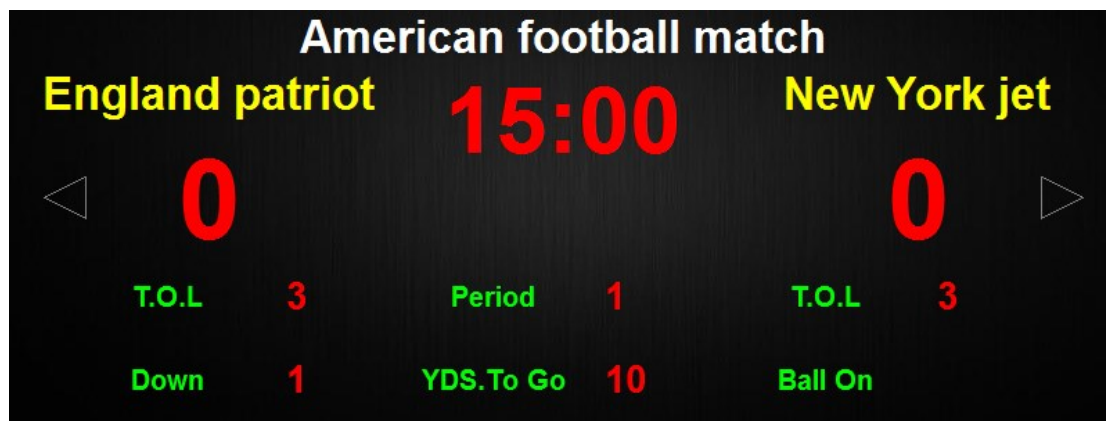 American football match
England patriot 15:00 New York jet
0 0
T.O.L 3 Period 1 T.O.L 3
Down 1 YDS.To Go 10 Ball On